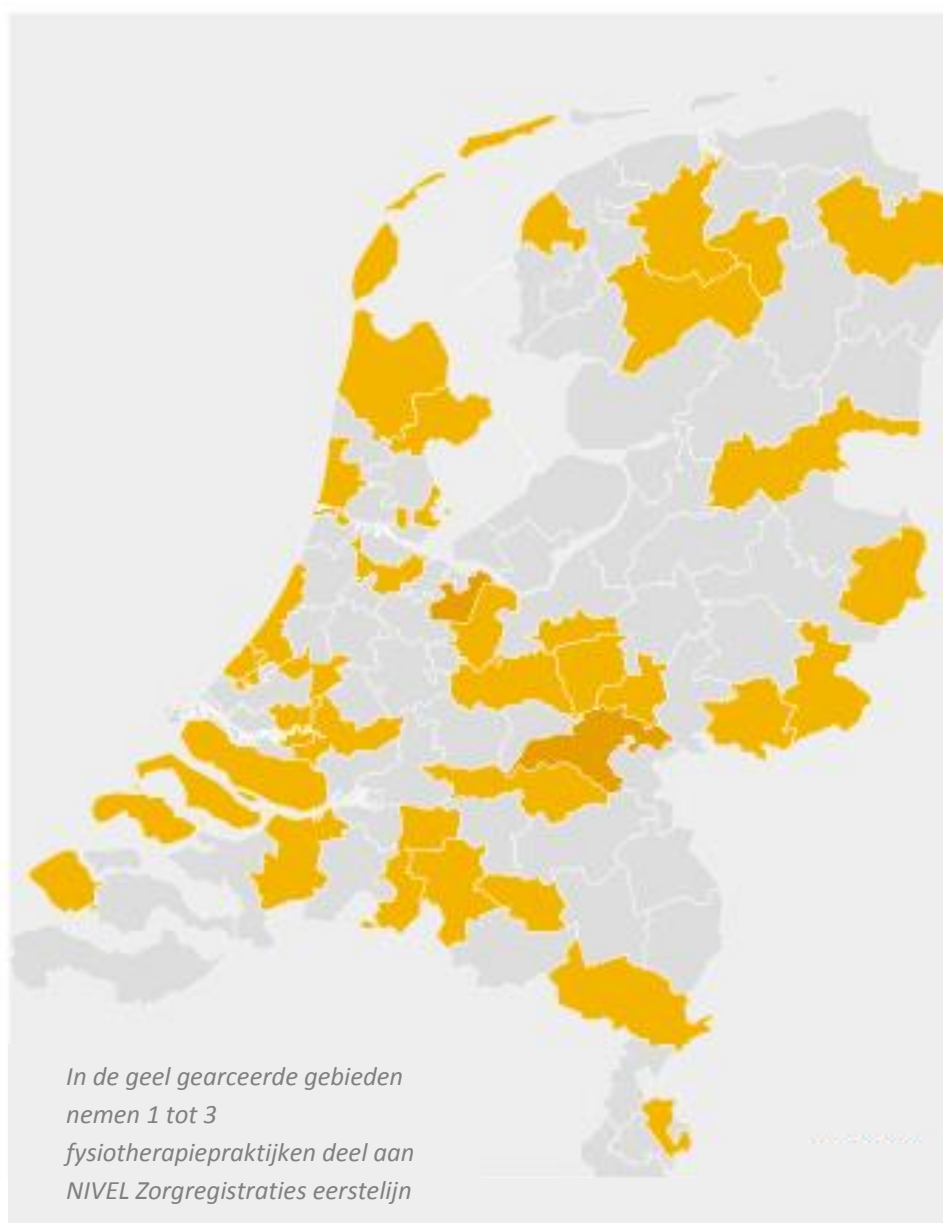 In de geel gearceerde gebieden
nemen 1 tot 3
fysiotherapiepraktijken deel aan
NIVEL Zorgregistraties eerstelijn